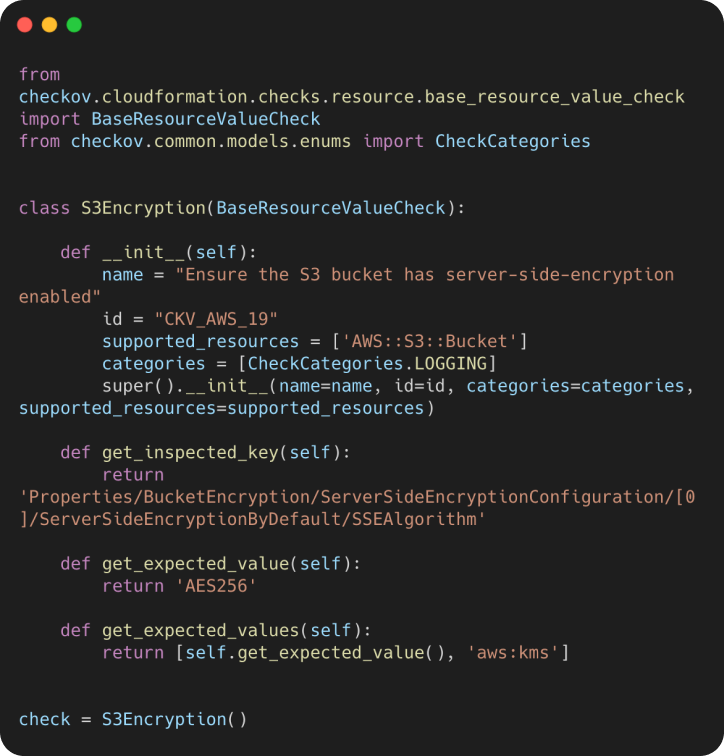 from
checkov.cloudformation.checks.resource.base_resource_value_check
import BaseResourceValueCheck
from checkov.common.models.enums import CheckCategories
class S3Encryption(BaseResourceValueCheck):
    def __init__(self):
        name = "Ensure the S3 bucket has server-side-encryption
enabled"
        id = "CKV_AWS_19"
        supported_resources = ['AWS::S3::Bucket']
        categories = [CheckCategories.LOGGING]
        super().__init__(name=name, id=id, categories=categories,
supported_resources=supported_resources)
    def get_inspected_key(self):
        return
'Properties/BucketEncryption/ServerSideEncryptionConfiguration/[0
]/ServerSideEncryptionByDefault/SSEAlgorithm'
    def get_expected_value(self):
        return 'AES256'
    def get_expected_values(self):
        return [self.get_expected_value(), 'aws:kms']
check = S3Encryption()